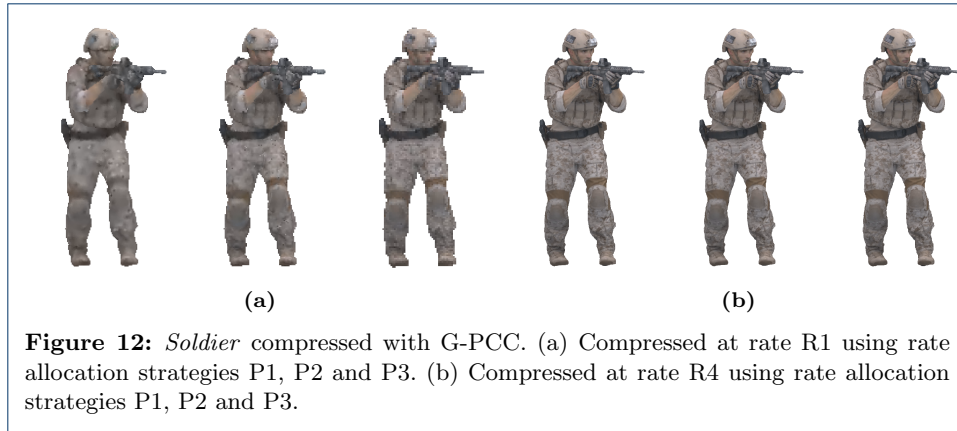 (a) (b)
Figure 12: Soldier compressed with G-PCC. (a) Compressed at rate R1 using rate
allocation strategies P1, P2 and P3. (b) Compressed at rate R4 using rate allocation
strategies P1, P2 and P3.